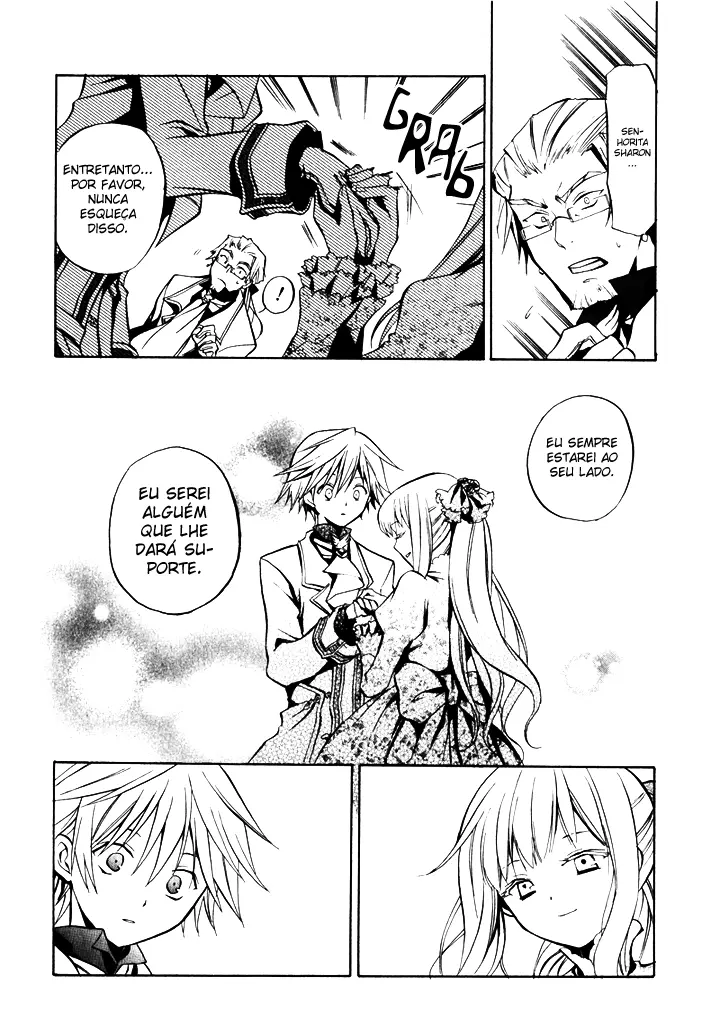 SEN-
HORITA
SHARON
...
GRAB
ENTRETANTO...
POR FAVOR,
NUNCA
ESQUEÇA
DISSO.
!
EU SEMPRE
ESTAREI AO
SEU LADO.
EU SEREI
ALGUÉM
QUE LHE
DARÁ SU-
PORTE.